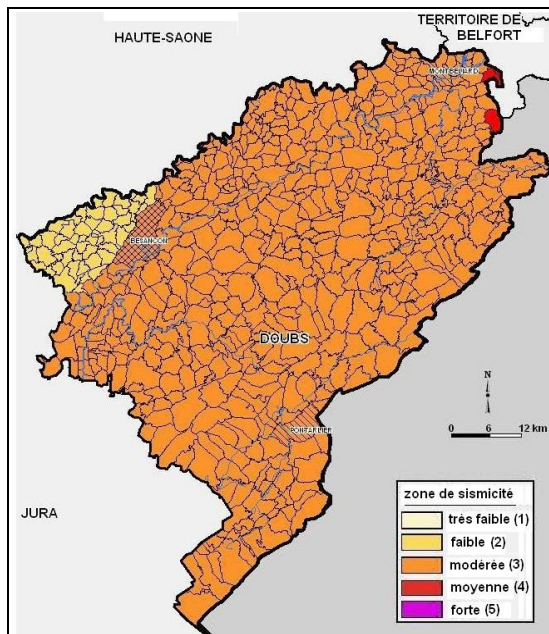 TERRITOIRE DE
BELFORT
HAUTE-SAONE
MONTBELIARD
BESANCON
DOUBS
N
PONTARLIER
0 6 12 km
JURA
zone de sismicité
très faible (1)
faible (2)
modérée (3)
moyenne (4)
forte (5)